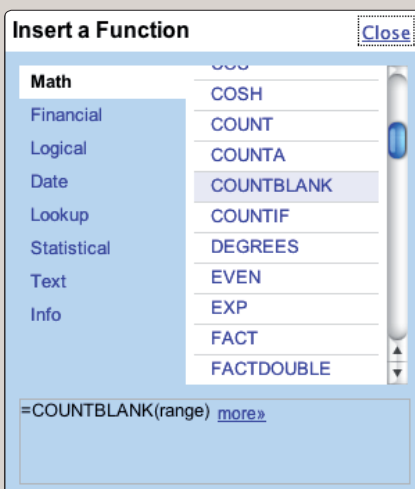 Insert a Function
Close
Math
Financial
Logical
Date
Lookup
Statistical
Text
Info
COS
COSH
COUNT
COUNTA
COUNTBLANK
COUNTIF
DEGREES
EVEN
EXP
FACT
FACTDOUBLE
=COUNTBLANK(range) more»